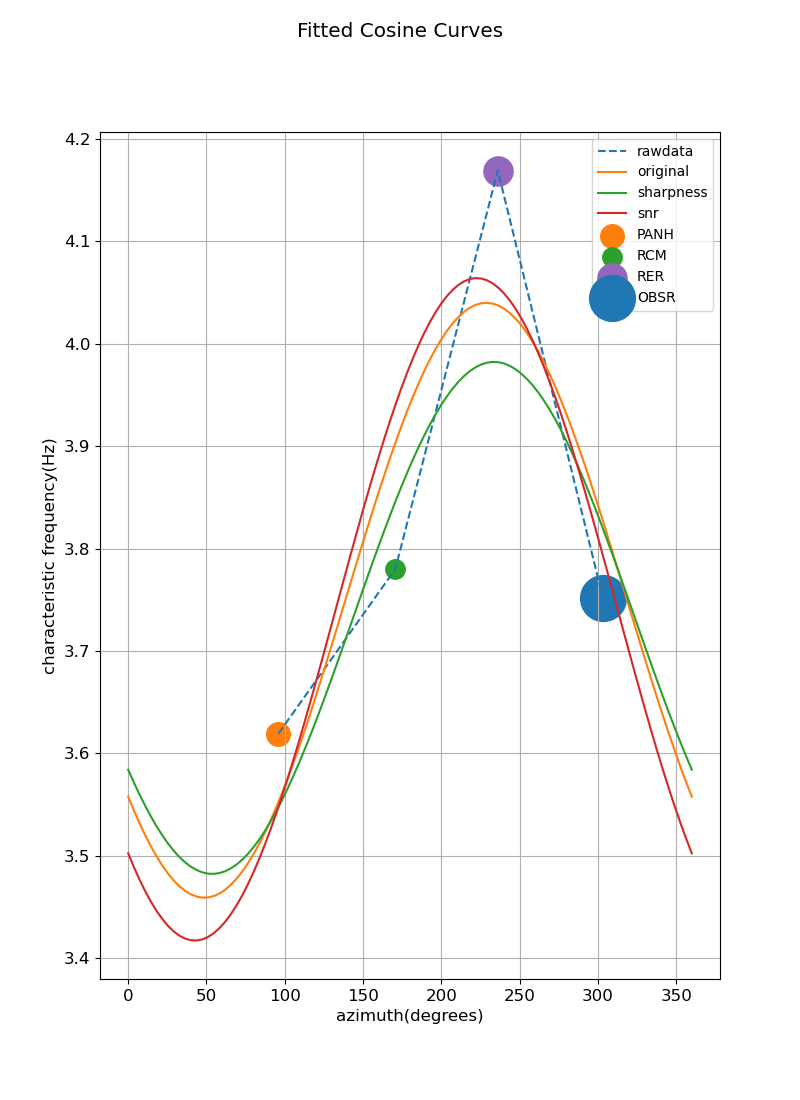 Fitted Cosine Curves
4.2
4.1
4.0
3.9
3.8
3.7
3.6
3.5
3.4
characteristic frequency(Hz)
rawdata
original
sharpness
snr
PANH
RCM
RER
OBSR
0 50 100 150 200 250 300 350
azimuth(degrees)